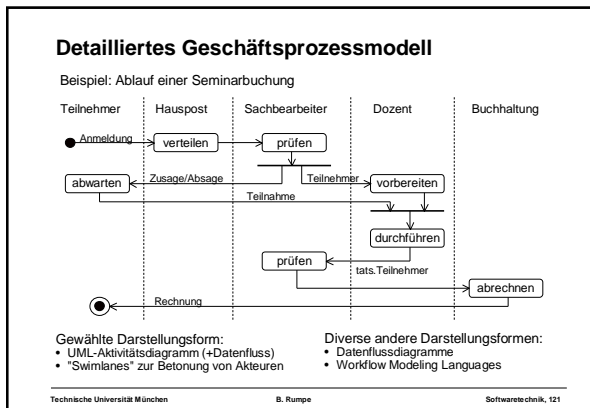 Detailliertes Geschäftsprozessmodell
Beispiel: Ablauf einer Seminarbuchung
Teilnehmer Hauspost Sachbearbeiter Dozent Buchhaltung
Anmeldung verteilen prüfen
abwarten Zusage/Absage Teilnehmer vorbereiten
Teilnahme
durchführen
prüfen
tats.Teilnehmer
abrechnen
Rechnung
Gewählte Darstellungsform:
• UML-Aktivitätsdiagramm (+Datenfluss)
• "Swimlanes" zur Betonung von Akteuren
Diverse andere Darstellungsformen:
• Datenflussdiagramme
• Workflow Modeling Languages
Technische Universität München B. Rumpe Softwaretechnik, 121